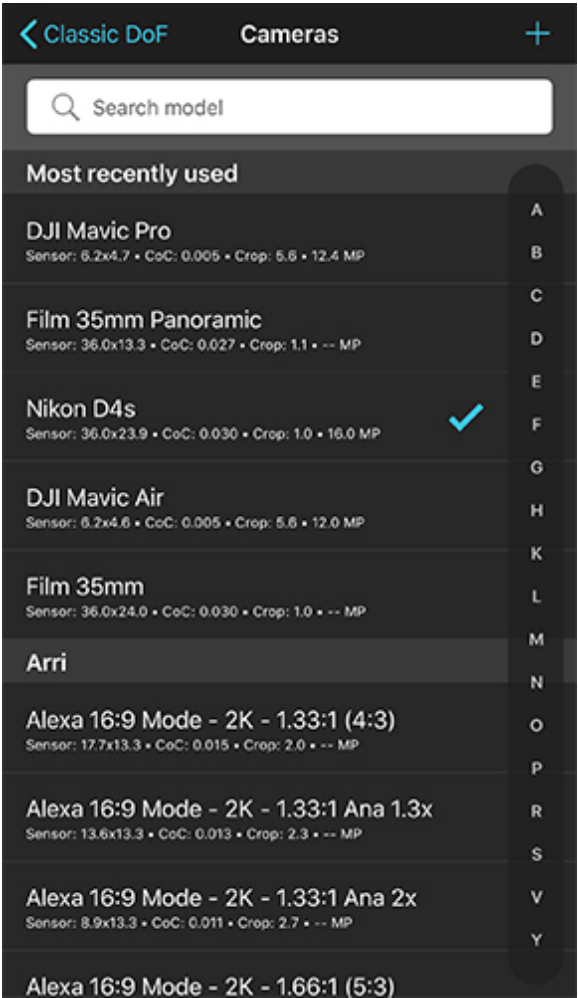 Classic DoF
Cameras
Search model
Most recently used
DJI Mavic Pro
Sensor: 6.2x4.7 • CoC: 0.005 • Crop: 5.6 • 12.4 MP
Film 35mm Panoramic
Sensor: 36.0x13.3 • CoC: 0.027 • Crop: 1.1 • -- MP
Nikon D4s
Sensor: 36.0x23.9 • CoC: 0.030 • Crop: 1.0 • 16.0 MP
DJI Mavic Air
Sensor: 6.2x4.6 • CoC: 0.005 • Crop: 5.6 • 12.0 MP
Film 35mm
Sensor: 36.0x24.0 • CoC: 0.030 • Crop: 1.0 • -- MP
Arri
Alexa 16:9 Mode - 2K - 1.33:1 (4:3)
Sensor: 17.7x13.3 • CoC: 0.015 • Crop: 2.0 • -- MP
Alexa 16:9 Mode - 2K - 1.33:1 Ana 1.3x
Sensor: 13.6x13.3 • CoC: 0.013 • Crop: 2.3 • -- MP
Alexa 16:9 Mode - 2K - 1.33:1 Ana 2x
Sensor: 8.9x13.3 • CoC: 0.011 • Crop: 2.7 • -- MP
Alexa 16:9 Mode - 2K - 1.66:1 (5:3)
A
B
C
D
E
F
G
H
K
L
M
N
O
P
R
S
V
Y